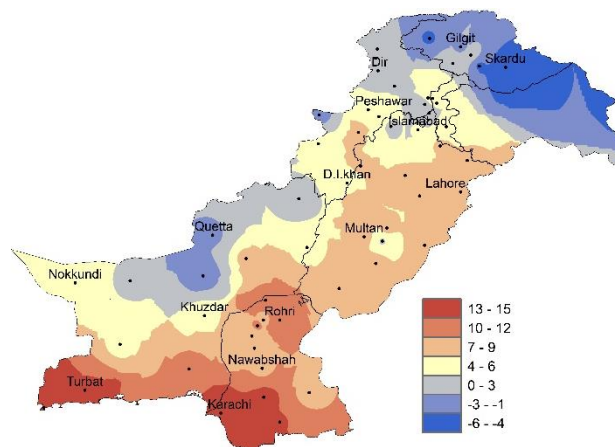 Gilgit
Skardu
Dir
Peshawar
Islamabad
D.I.khan
Lahore
Quetta
Multan
Nokkundi
Khuzdar
Rohri
Nawabshah
Turbat
Karachi
13 - 15
10 - 12
7 - 9
4 - 6
0 - 3
-3 - -1
-6 - -4